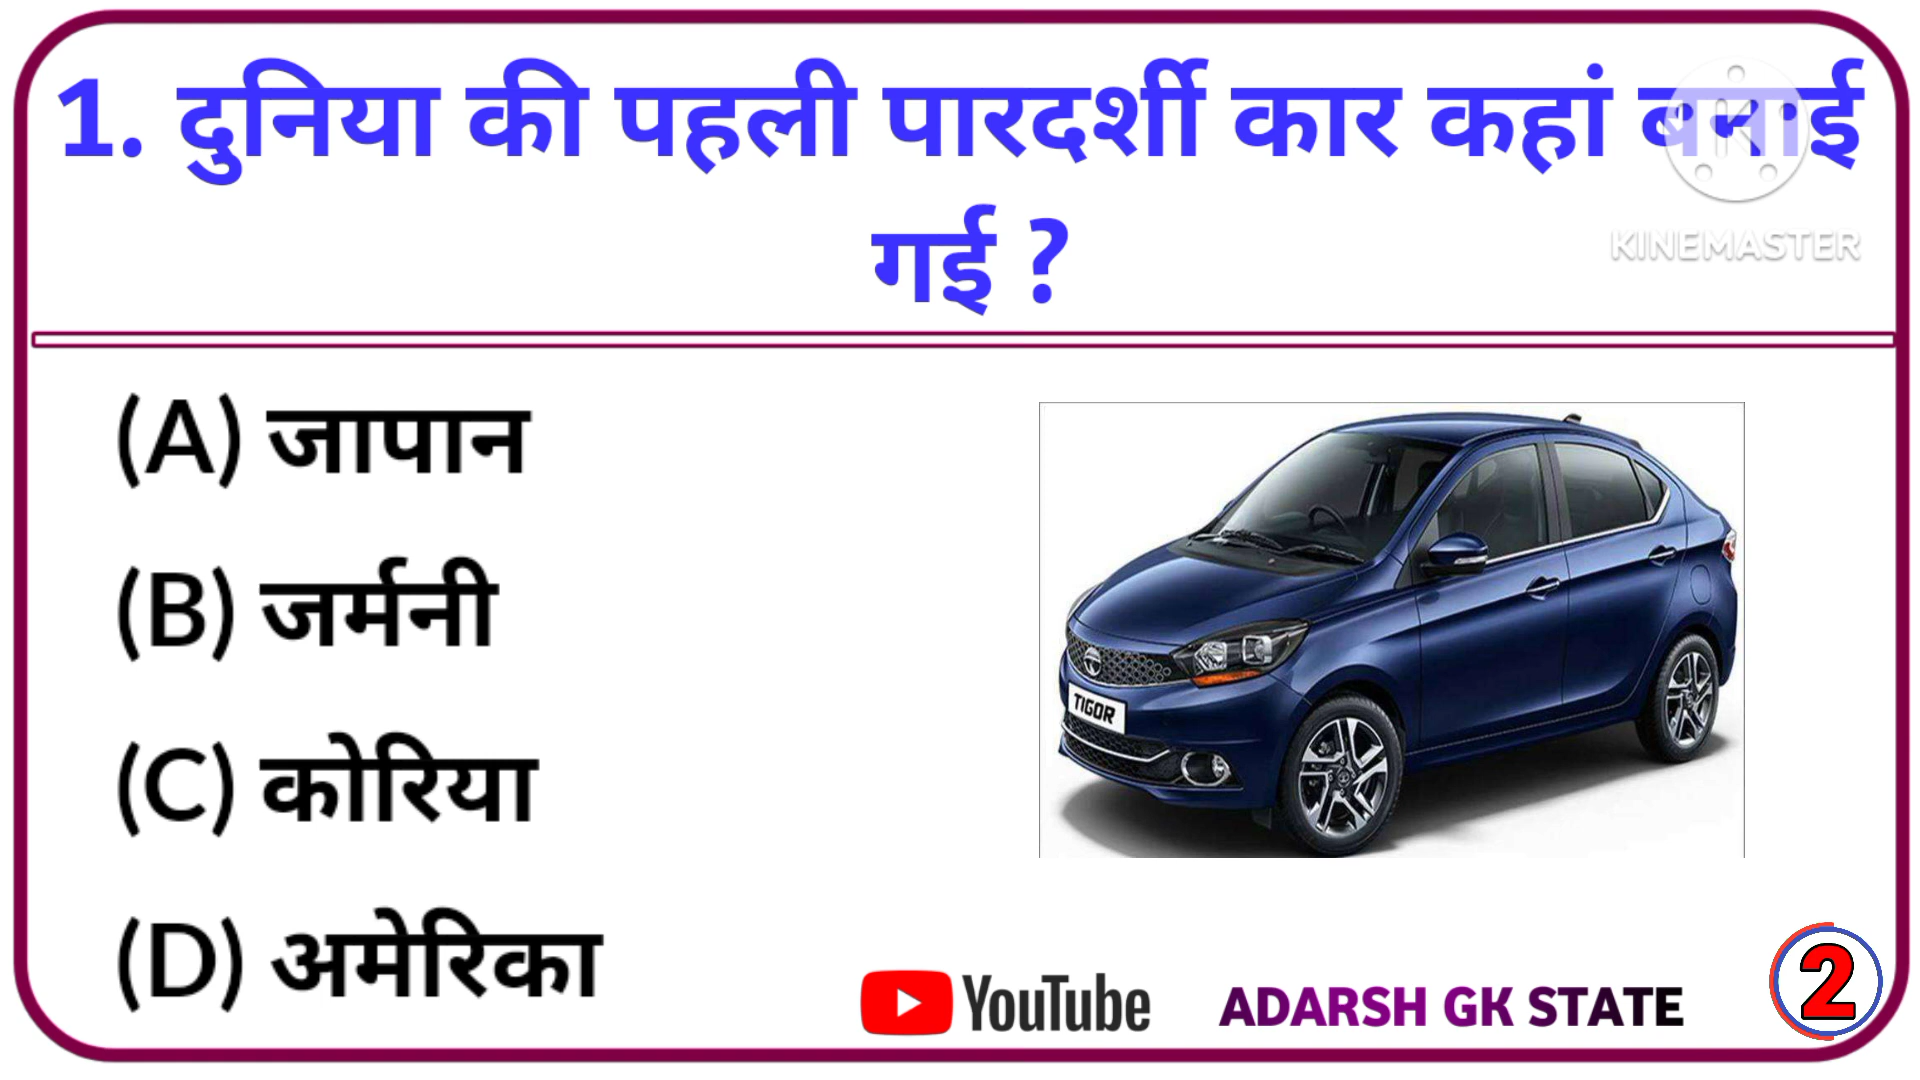 1. दुनिया की पहली पारदर्शी कार कहां बनाई
गई ?
KINEMASTER
(A) जापान
(B) जर्मनी
(C) कोरिया
(D) अमेरिका
TIGOR
YouTube
ADARSH GK STATE
2